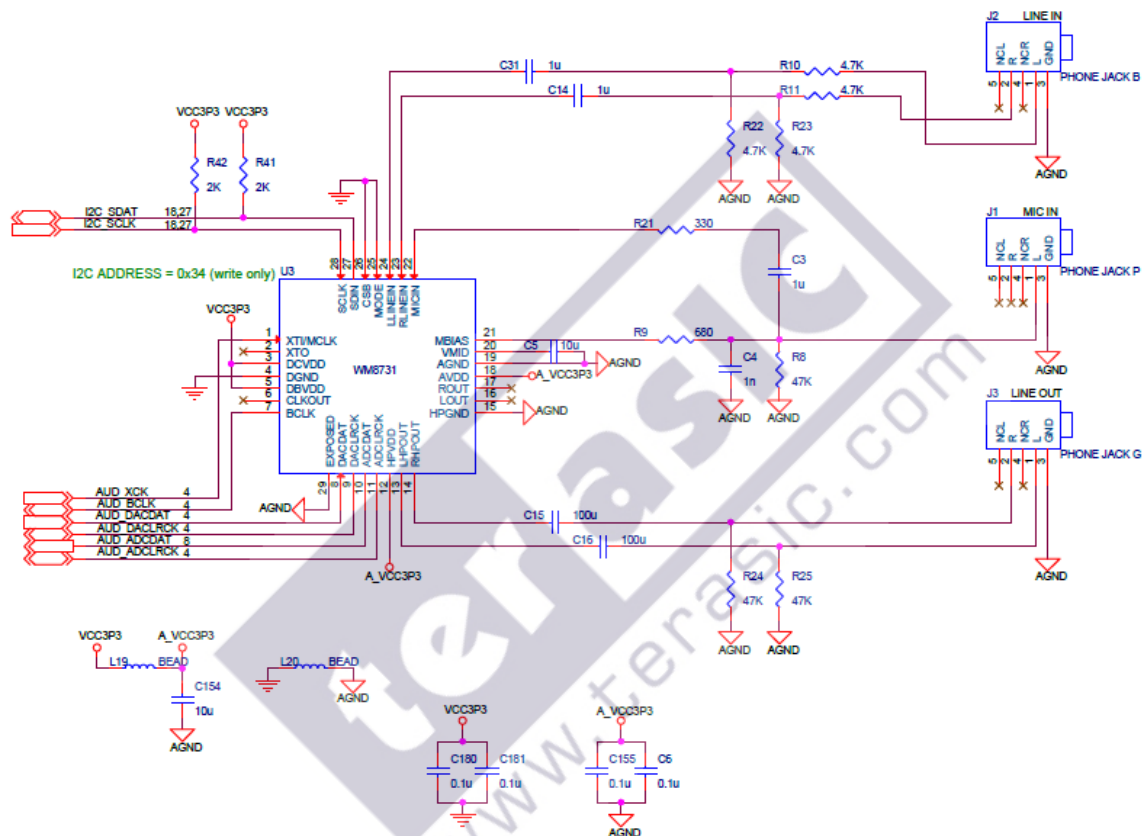 J2 LINE IN
NCL R NCR L GND
5 2 4 1 3
PHONE JACK B
C31 1u
R10 4.7K
C14 1u
R11 4.7K
R22 R23
4.7K 4.7K
AGND AGND AGND
VCC3P3 VCC3P3
R42 R41
2K 2K
I2C_SDAT 18,27
I2C_SCLK 18,27
I2C ADDRESS = 0x34 (write only)
J1 MIC IN
NCL R NCR L GND
5 2 4 1 3
PHONE JACK P
AGND
R21 330
C3
1u
U3
28 27 26 25 24 23 22
SCLK SDIN CSB MODE LLINEIN RLINEIN MICIN
WM8731
VCC3P3
1 XTI/MCLK
2 XTO
3 DCVDD
4 DGND
5 DBVDD
6 CLKOUT
7 BCLK
MBIAS 21
VMID 20
AGND 19
AVDD 18
ROUT 17
LOUT 16
HPGND 15
EXPOSED DACDAT DACLRCK ADCDAT ADCLRCK HPVDD LHPOUT RHPOUT
29 8 9 10 11 12 13 14
R9 680
C5 10u
AGND
A_VCC3P3
AGND
C4
1n
R8
47K
AGND AGND
J3 LINE OUT
NCL R NCR L GND
5 2 4 1 3
PHONE JACK G
AGND
AUD_XCK 4
AUD_BCLK 4
AUD_DACDAT 4
AUD_DACLRCK 4
AUD_ADCDAT 8
AUD_ADCLRCK 4
AGND
A_VCC3P3
C15 100u
C16 100u
R24 R25
47K 47K
AGND AGND
VCC3P3 A_VCC3P3
L19 BEAD
C154
10u
AGND
L20 BEAD
AGND
VCC3P3
C180 C181
0.1u 0.1u
A_VCC3P3
C155 C6
0.1u 0.1u
AGND
terasic
www.terasic.com